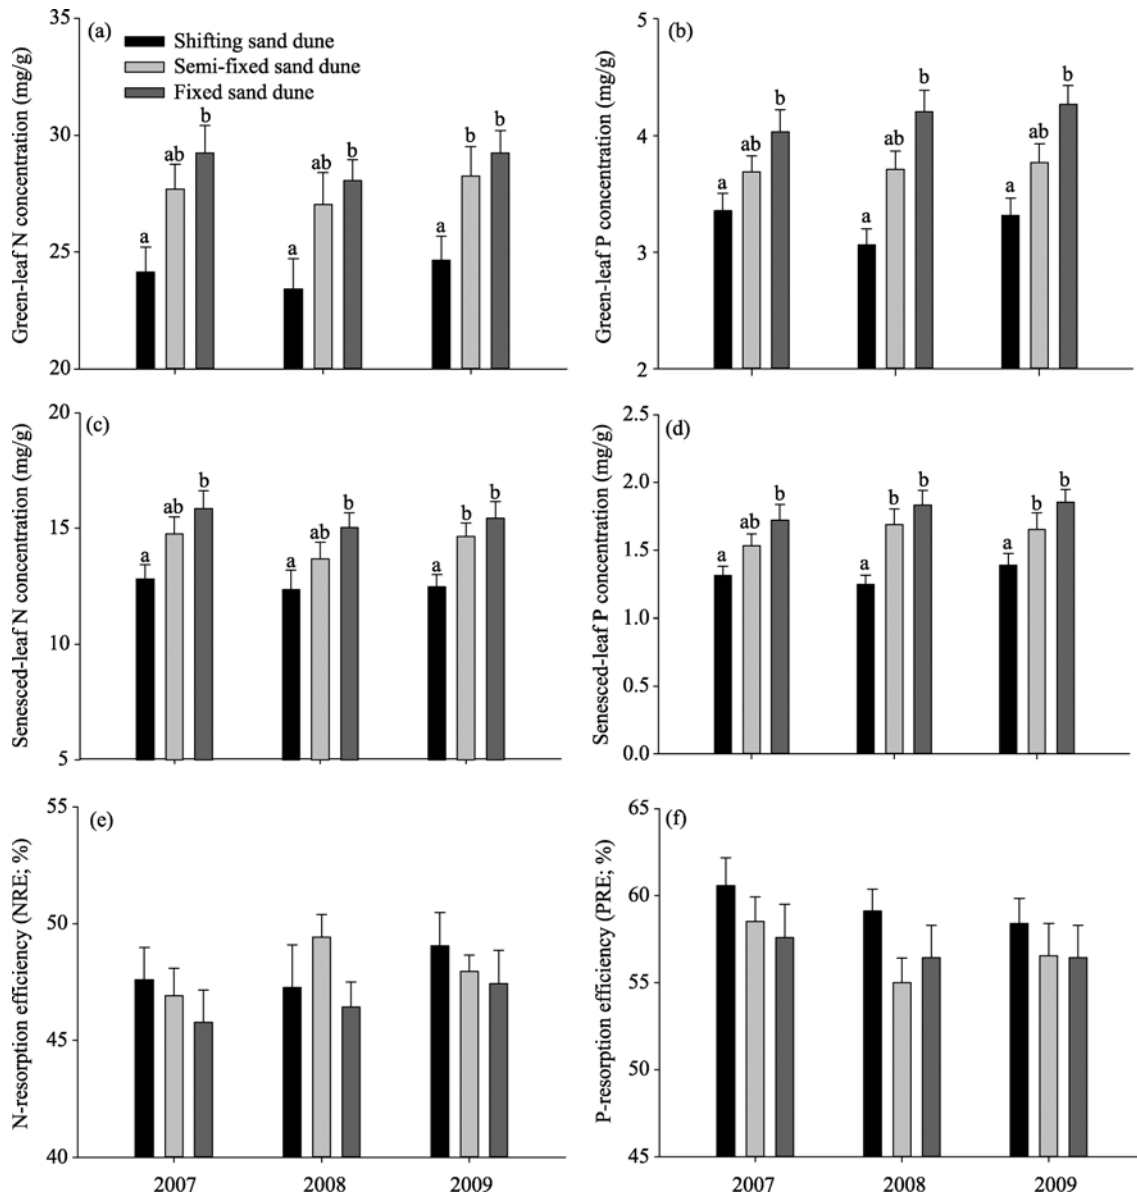 (a)
Shifting sand dune
Semi-fixed sand dune
Fixed sand dune
Green-leaf N concentration (mg/g)
35
30
25
20
a
ab
b
a
ab
b
a
b
b
(b)
Green-leaf P concentration (mg/g)
5
4
3
2
a
ab
b
a
ab
b
a
ab
b
(c)
Senesced-leaf N concentration (mg/g)
20
15
10
5
a
ab
b
a
ab
b
a
b
b
(d)
Senesced-leaf P concentration (mg/g)
2.5
2.0
1.5
1.0
0.5
0.0
a
ab
b
a
b
b
a
b
b
(e)
N-resorption efficiency (NRE; %)
55
50
45
40
2007
2008
2009
(f)
P-resorption efficiency (PRE; %)
65
60
55
50
45
2007
2008
2009